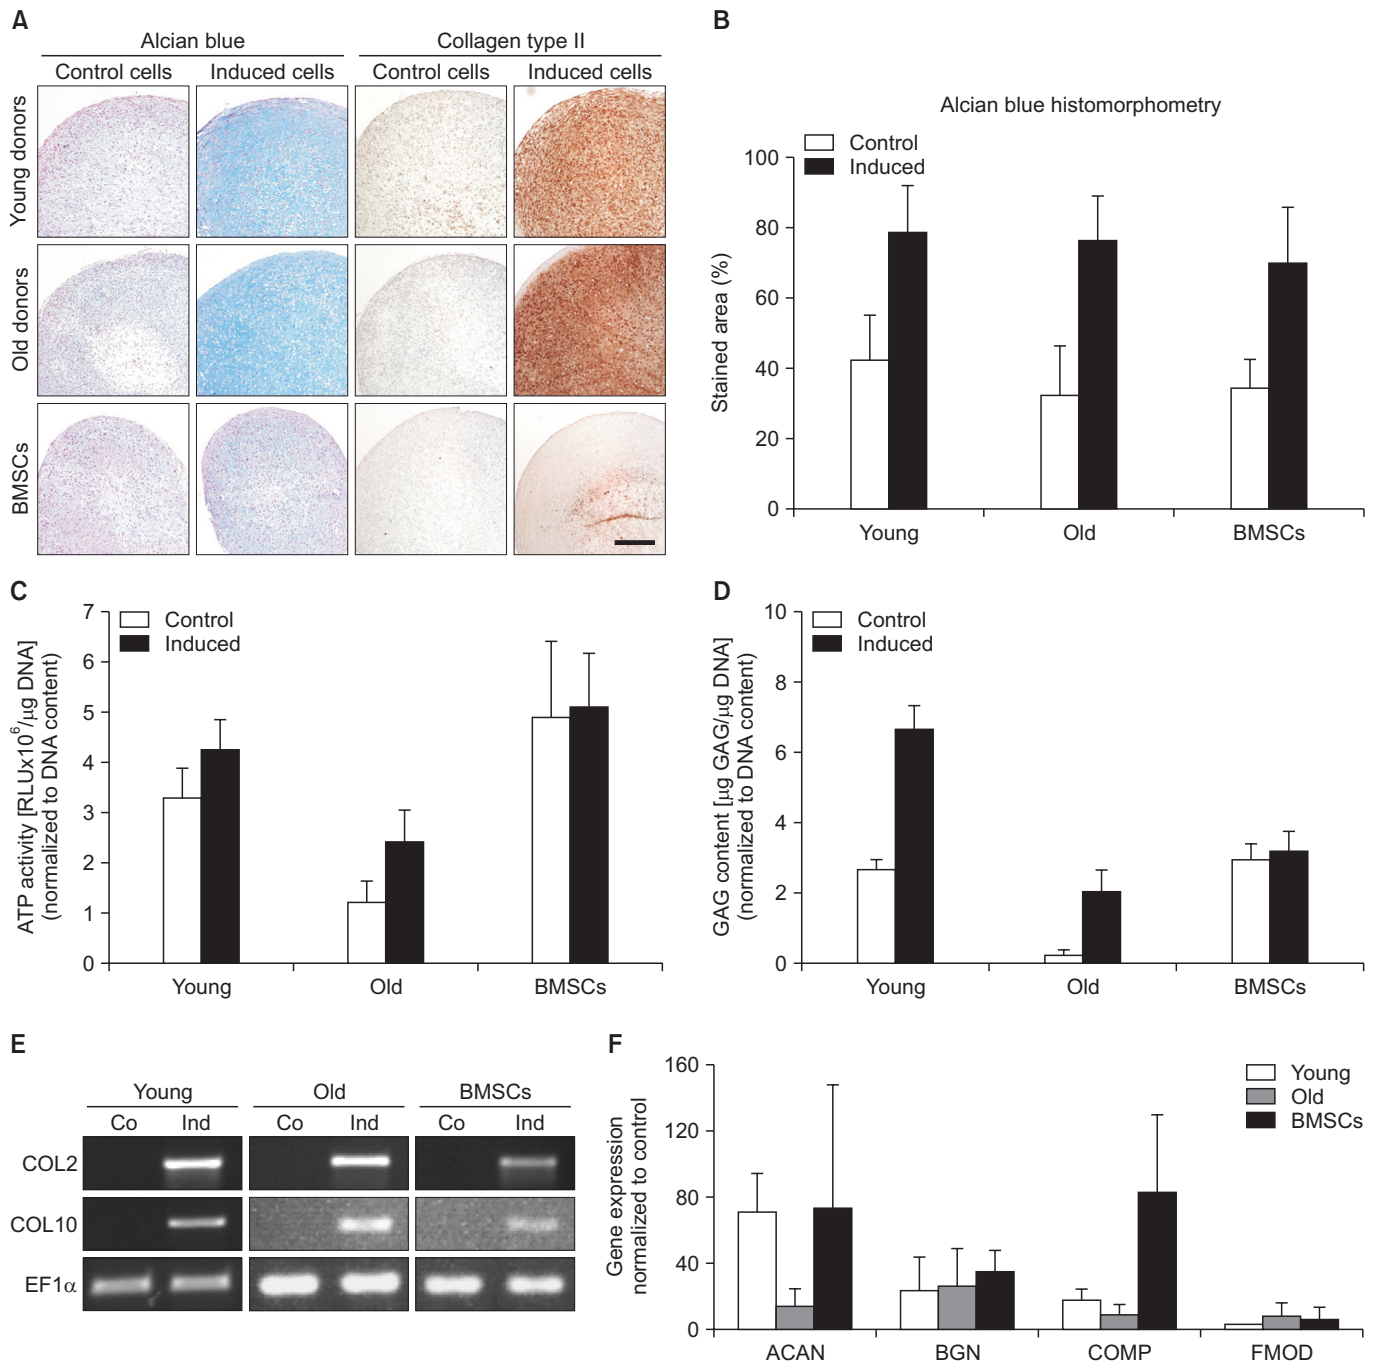 A
Alcian blue
Collagen type II
Control cells
Induced cells
Control cells
Induced cells
Young donors
Old donors
BMSCs
B
Alcian blue histomorphometry
Control
Induced
Stained area (%)
100
80
60
40
20
0
Young
Old
BMSCs
C
Control
Induced
ATP activity [RLUx10⁶/µg DNA]
(normalized to DNA content)
7
6
5
4
3
2
1
0
Young
Old
BMSCs
D
Control
Induced
GAG content [µg GAG/µg DNA]
(normalized to DNA content)
10
8
6
4
2
0
Young
Old
BMSCs
E
Young
Old
BMSCs
Co
Ind
Co
Ind
Co
Ind
COL2
COL10
EF1α
F
Young
Old
BMSCs
Gene expression
normalized to control
160
120
80
40
0
ACAN
BGN
COMP
FMOD